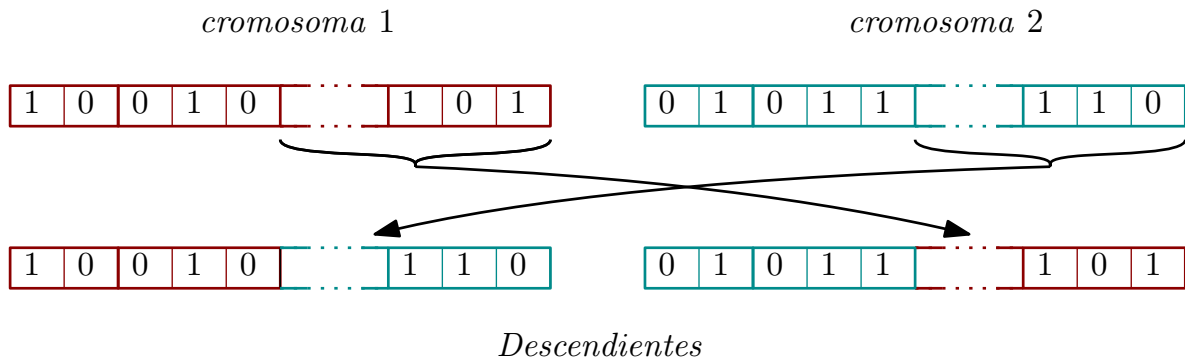 cromosoma 1 cromosoma 2
1 0 0 1 0 1 0 1 0 1 0 1 1 1 1 0
1 0 0 1 0 1 1 0 0 1 0 1 1 1 0 1
Descendientes